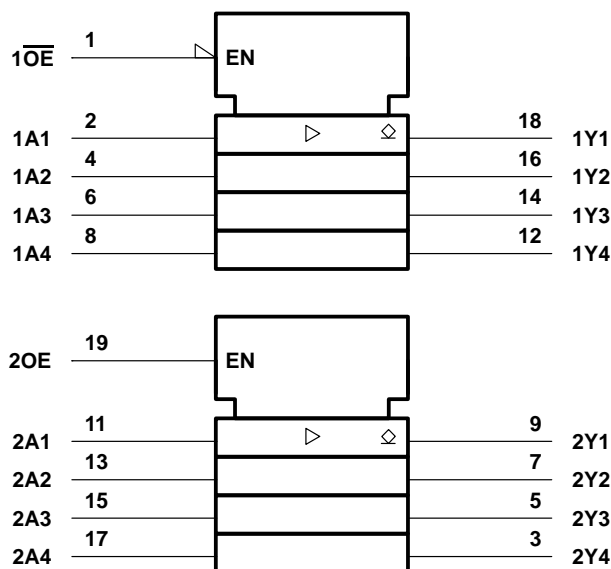 1O̅E̅ 1 EN
1A1 2 18 1Y1
1A2 4 16 1Y2
1A3 6 14 1Y3
1A4 8 12 1Y4
2OE 19 EN
2A1 11 9 2Y1
2A2 13 7 2Y2
2A3 15 5 2Y3
2A4 17 3 2Y4